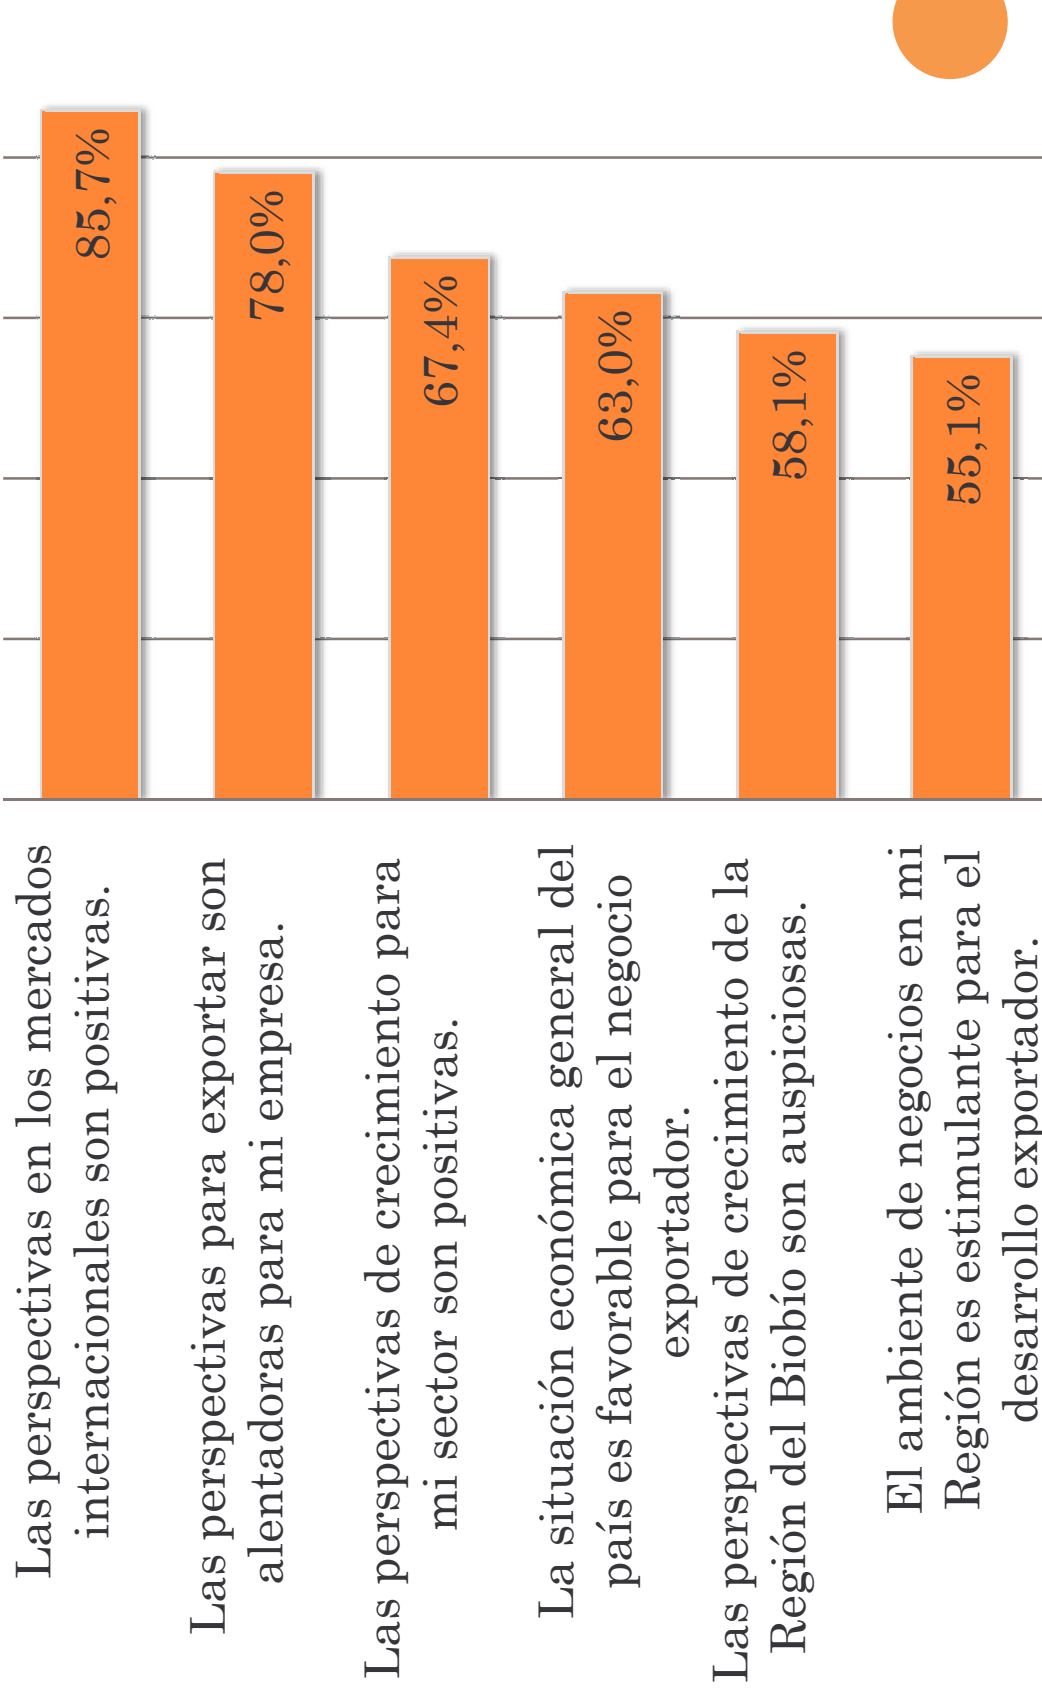 Las perspectivas en los mercados
internacionales son positivas.
85,7%
Las perspectivas para exportar son
alentadoras para mi empresa.
78,0%
Las perspectivas de crecimiento para
mi sector son positivas.
67,4%
La situación económica general del
país es favorable para el negocio
exportador.
63,0%
Las perspectivas de crecimiento de la
Región del Biobío son auspiciosas.
58,1%
El ambiente de negocios en mi
Región es estimulante para el
desarrollo exportador.
55,1%